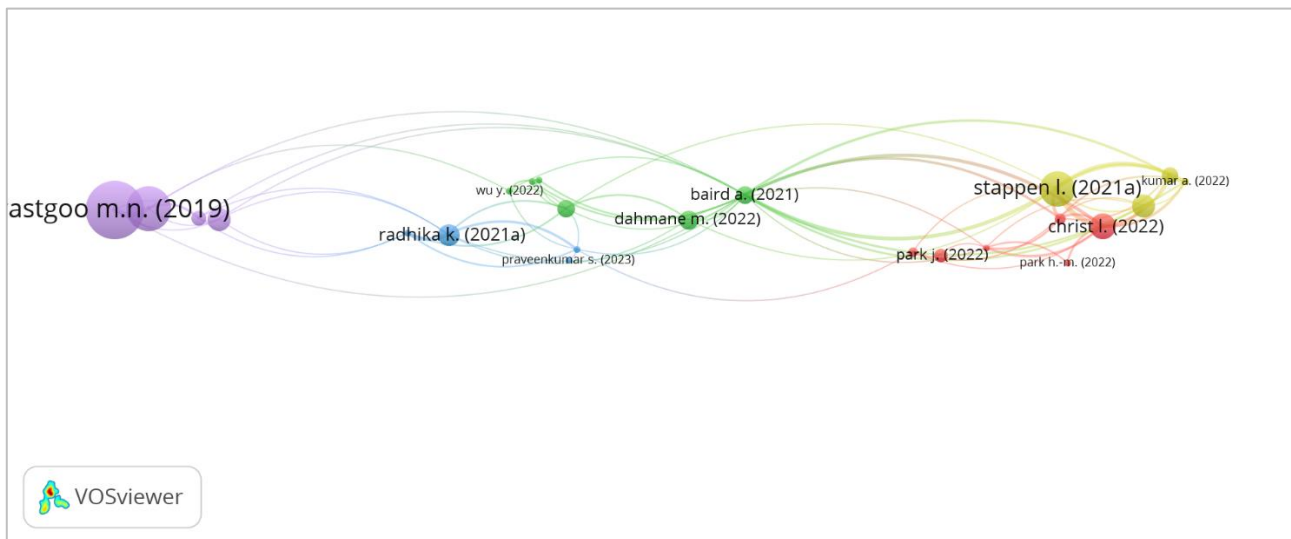 astgoo m.n. (2019)
radhika k. (2021a)
praveenkumar s. (2023)
wu y. (2022)
dahmane m. (2022)
baird a. (2021)
stappen l. (2021a)
kumar a. (2022)
christ l. (2022)
park j. (2022)
park h.-m. (2022)
VOSviewer